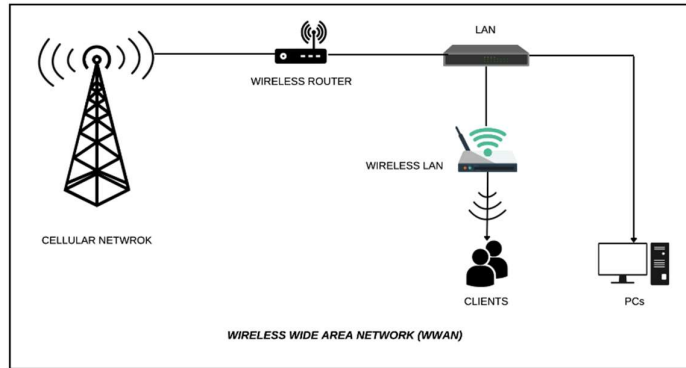 LAN
WIRELESS ROUTER
WIRELESS LAN
CELLULAR NETWROK
CLIENTS
PCs
WIRELESS WIDE AREA NETWORK (WWAN)